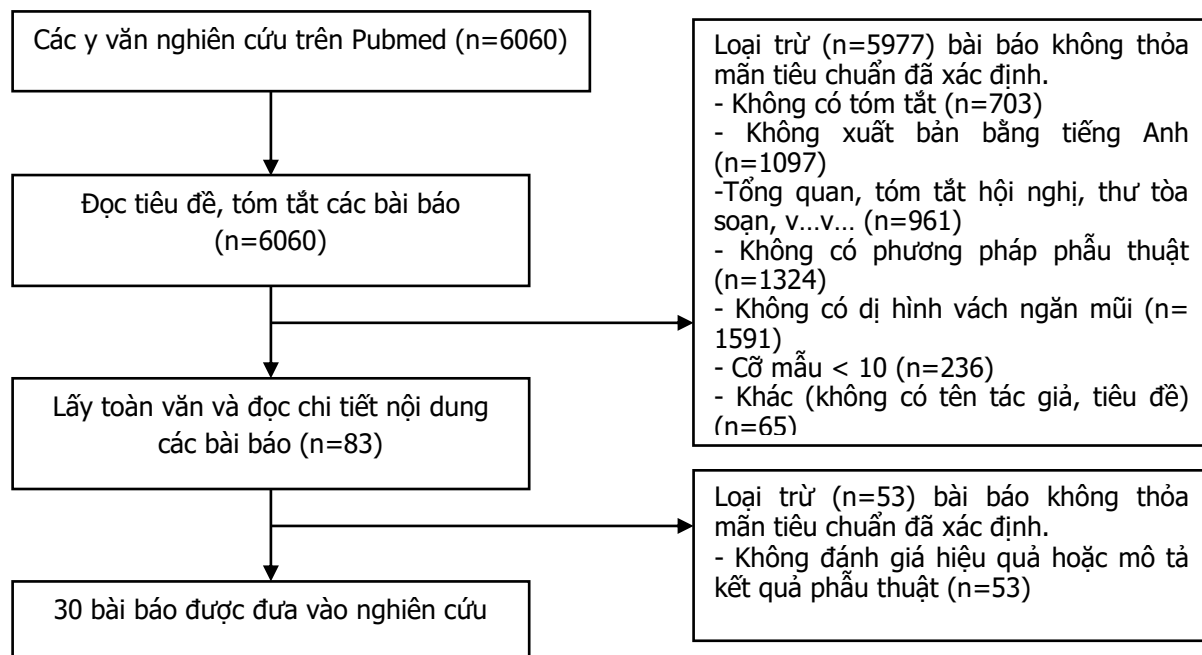 Các y văn nghiên cứu trên Pubmed (n=6060)
Đọc tiêu đề, tóm tắt các bài báo
(n=6060)
Loại trừ (n=5977) bài báo không thỏa
mãn tiêu chuẩn đã xác định.
- Không có tóm tắt (n=703)
- Không xuất bản bằng tiếng Anh
(n=1097)
-Tổng quan, tóm tắt hội nghị, thư tòa
soạn, v...v... (n=961)
- Không có phương pháp phẫu thuật
(n=1324)
- Không có dị hình vách ngăn mũi (n=
1591)
- Cỡ mẫu < 10 (n=236)
- Khác (không có tên tác giả, tiêu đề)
(n=65)
Lấy toàn văn và đọc chi tiết nội dung
các bài báo (n=83)
Loại trừ (n=53) bài báo không thỏa
mãn tiêu chuẩn đã xác định.
- Không đánh giá hiệu quả hoặc mô tả
kết quả phẫu thuật (n=53)
30 bài báo được đưa vào nghiên cứu